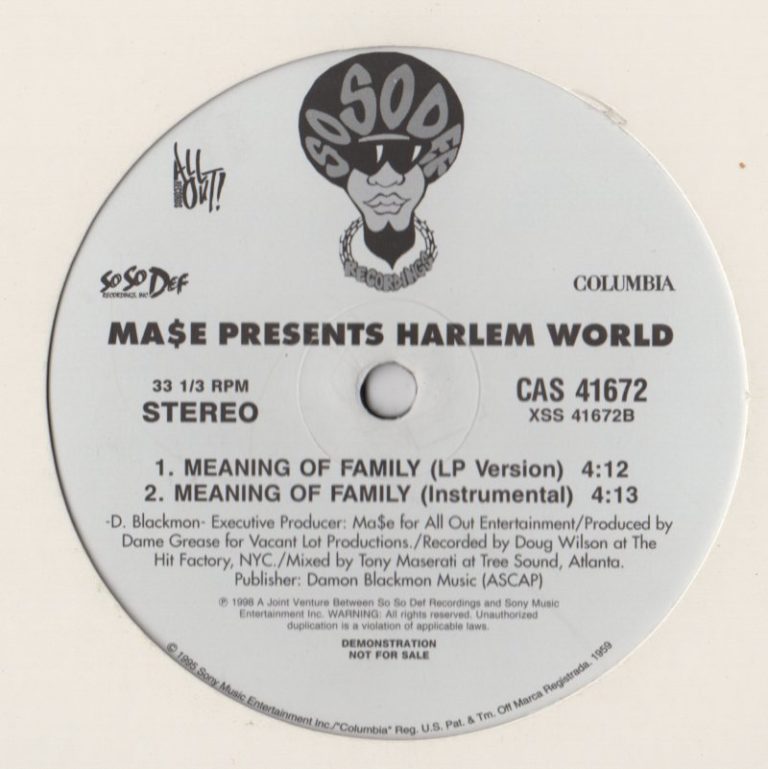 SO SO DEF
RECORDINGS
ALL
OUT!
RECORDS
So So Def
RECORDINGS, INC.
COLUMBIA
MA$E PRESENTS HARLEM WORLD
33 1/3 RPM
STEREO
CAS 41672
XSS 41672B
1. MEANING OF FAMILY (LP Version) 4:12
2. MEANING OF FAMILY (Instrumental) 4:13
-D. Blackmon- Executive Producer: Ma$e for All Out Entertainment/Produced by
Dame Grease for Vacant Lot Productions./Recorded by Doug Wilson at The
Hit Factory, NYC./Mixed by Tony Maserati at Tree Sound, Atlanta.
Publisher: Damon Blackmon Music (ASCAP)
℗ 1998 A Joint Venture Between So So Def Recordings and Sony Music
Entertainment Inc. WARNING: All rights reserved. Unauthorized
duplication is a violation of applicable laws.
DEMONSTRATION
NOT FOR SALE
© 1995 Sony Music Entertainment Inc./"Columbia" Reg. U.S. Pat. & Tm. Off Marca Registrada. 1959